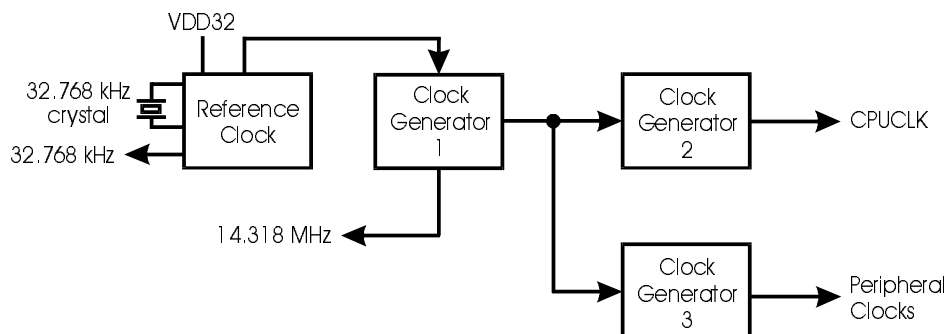 VDD32
32.768 kHz
crystal
32.768 kHz
Reference
Clock
Clock
Generator
1
14.318 MHz
Clock
Generator
2
CPUCLK
Clock
Generator
3
Peripheral
Clocks